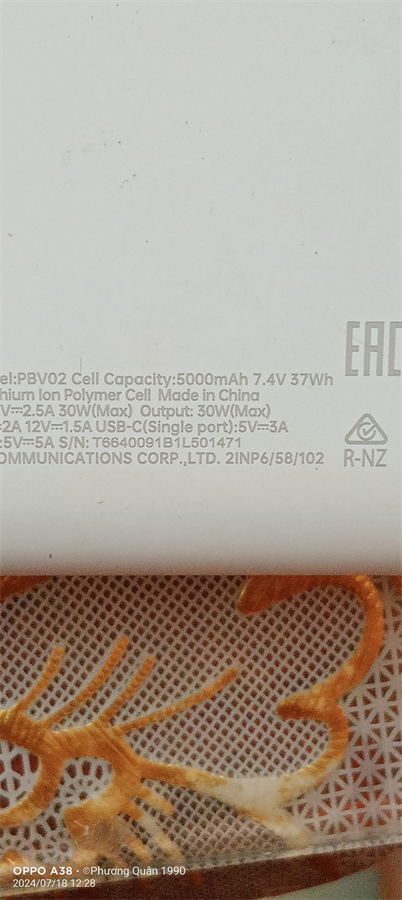 EAC
el:PBV02 Cell Capacity:5000mAh 7.4V 37Wh
hium Ion Polymer Cell Made in China
V⎓2.5A 30W(Max) Output: 30W(Max)
=2A 12V⎓1.5A USB-C(Single port):5V⎓3A
:5V⎓5A S/N: T6640091B1L501471
OMMUNICATIONS CORP.,LTD. 2INP6/58/102
R-NZ
OPPO A38 · ©Phương Quân 1990
2024/07/18 12:28